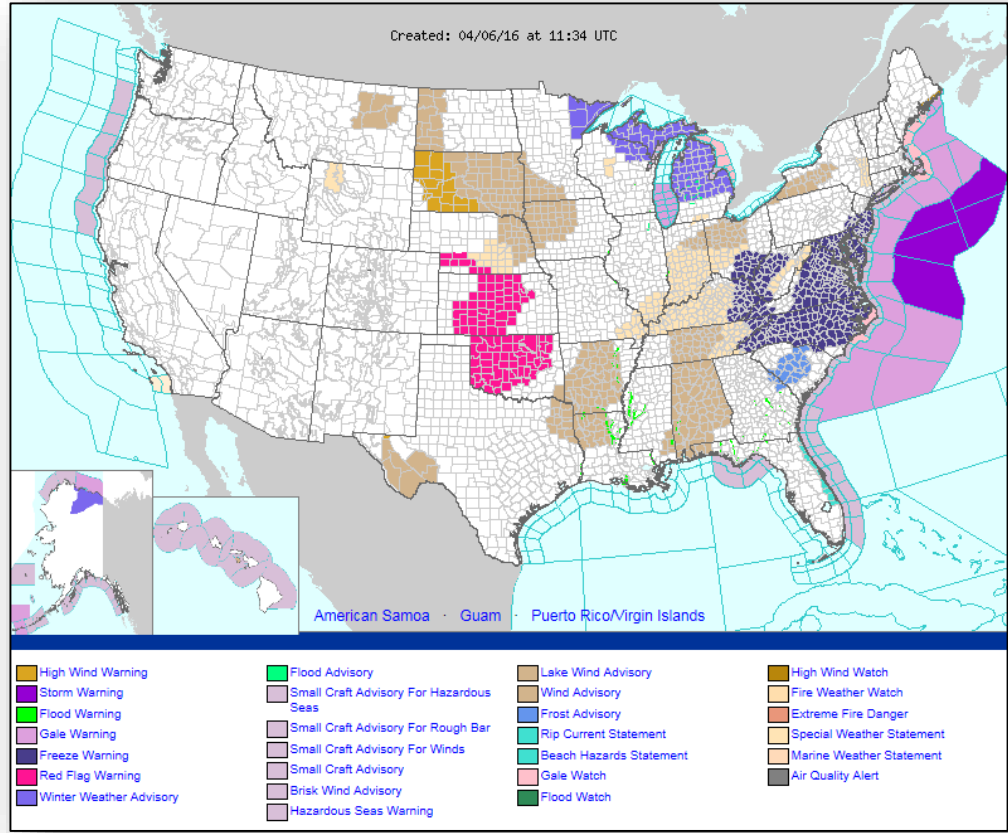 Created: 04/06/16 at 11:34 UTC
American Samoa · Guam · Puerto Rico/Virgin Islands
High Wind Warning
Storm Warning
Flood Warning
Gale Warning
Freeze Warning
Red Flag Warning
Winter Weather Advisory
Flood Advisory
Small Craft Advisory For Hazardous
Seas
Small Craft Advisory For Rough Bar
Small Craft Advisory For Winds
Small Craft Advisory
Brisk Wind Advisory
Hazardous Seas Warning
Lake Wind Advisory
Wind Advisory
Frost Advisory
Rip Current Statement
Beach Hazards Statement
Gale Watch
Flood Watch
High Wind Watch
Fire Weather Watch
Extreme Fire Danger
Special Weather Statement
Marine Weather Statement
Air Quality Alert